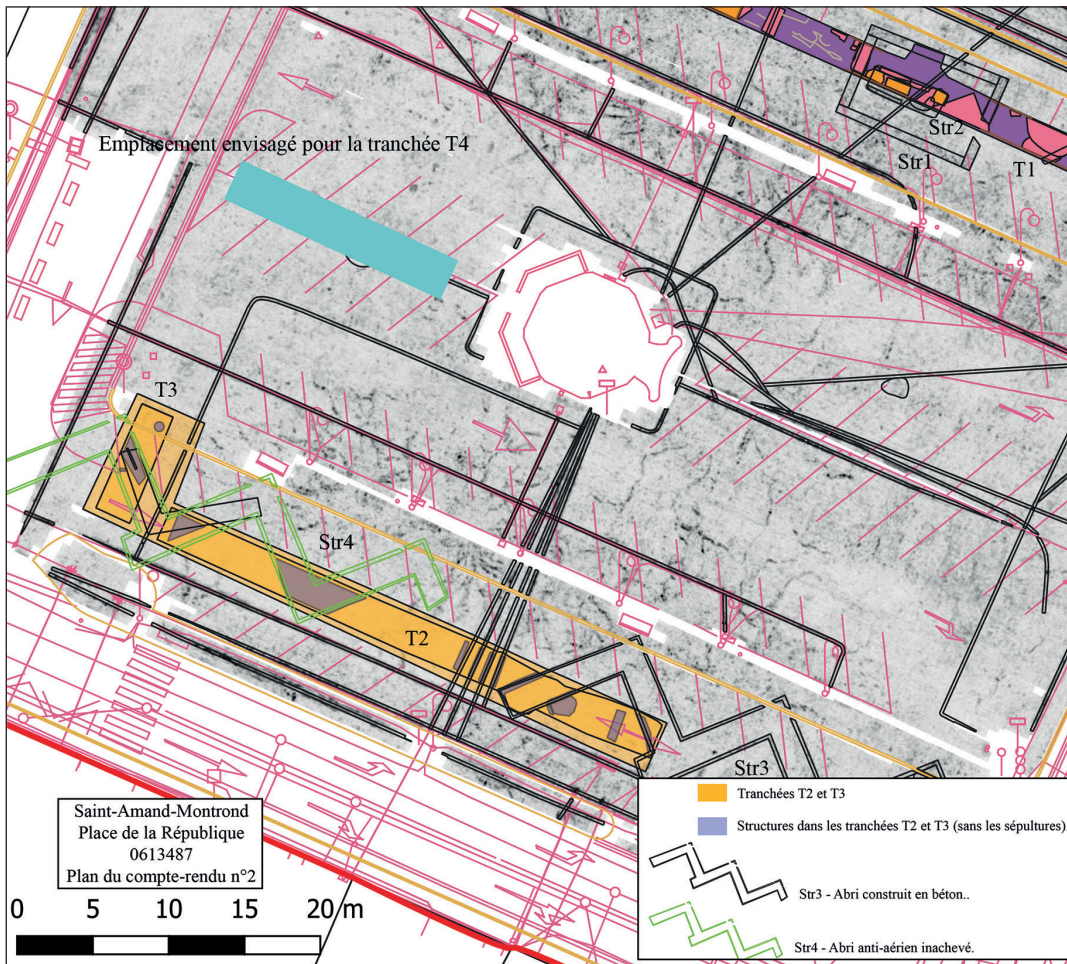 Emplacement envisagé pour la tranchée T4
Str2
Str1
T1
T3
Str4
T2
Str3
Saint-Amand-Montrond
Place de la République
0613487
Plan du compte-rendu n°2
0 5 10 15 20 m
Tranchées T2 et T3
Structures dans les tranchées T2 et T3 (sans les sépultures).
Str3 - Abri construit en béton..
Str4 - Abri anti-aérien inachevé.